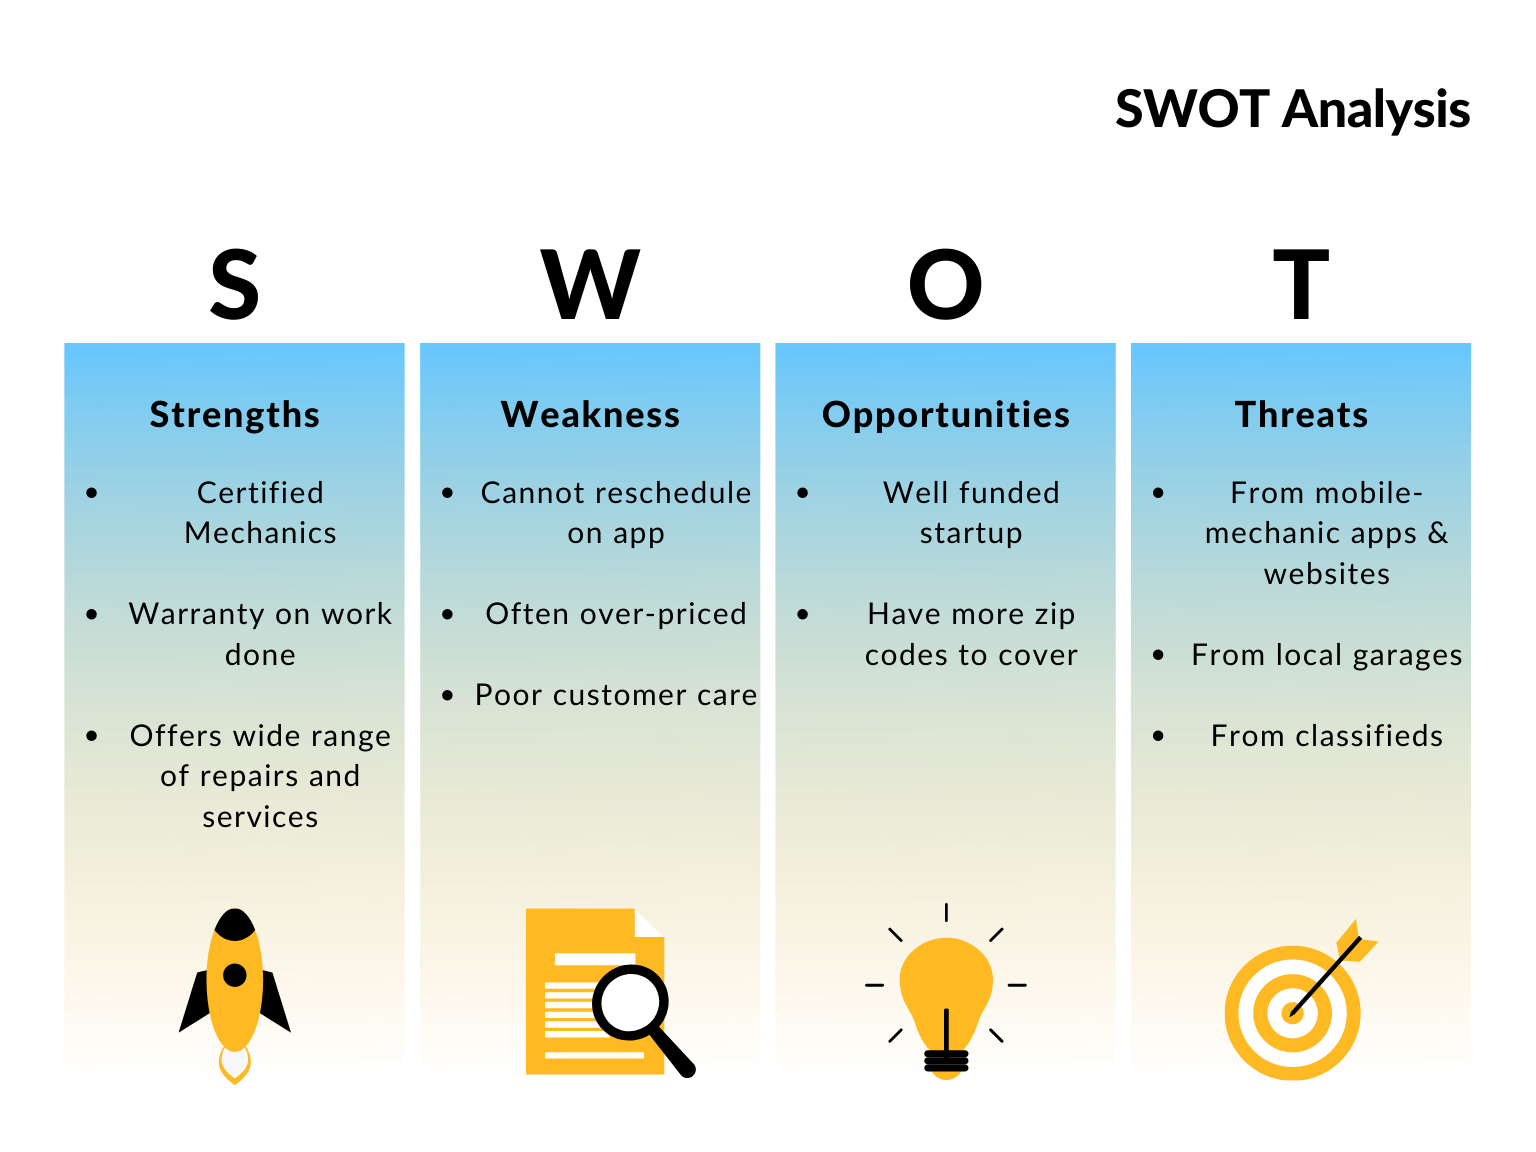 SWOT Analysis
S
W
O
T
Strengths
• Certified
Mechanics
• Warranty on work
done
• Offers wide range
of repairs and
services
Weakness
• Cannot reschedule
on app
• Often over-priced
• Poor customer care
Opportunities
• Well funded
startup
• Have more zip
codes to cover
Threats
• From mobile-
mechanic apps &
websites
• From local garages
• From classifieds